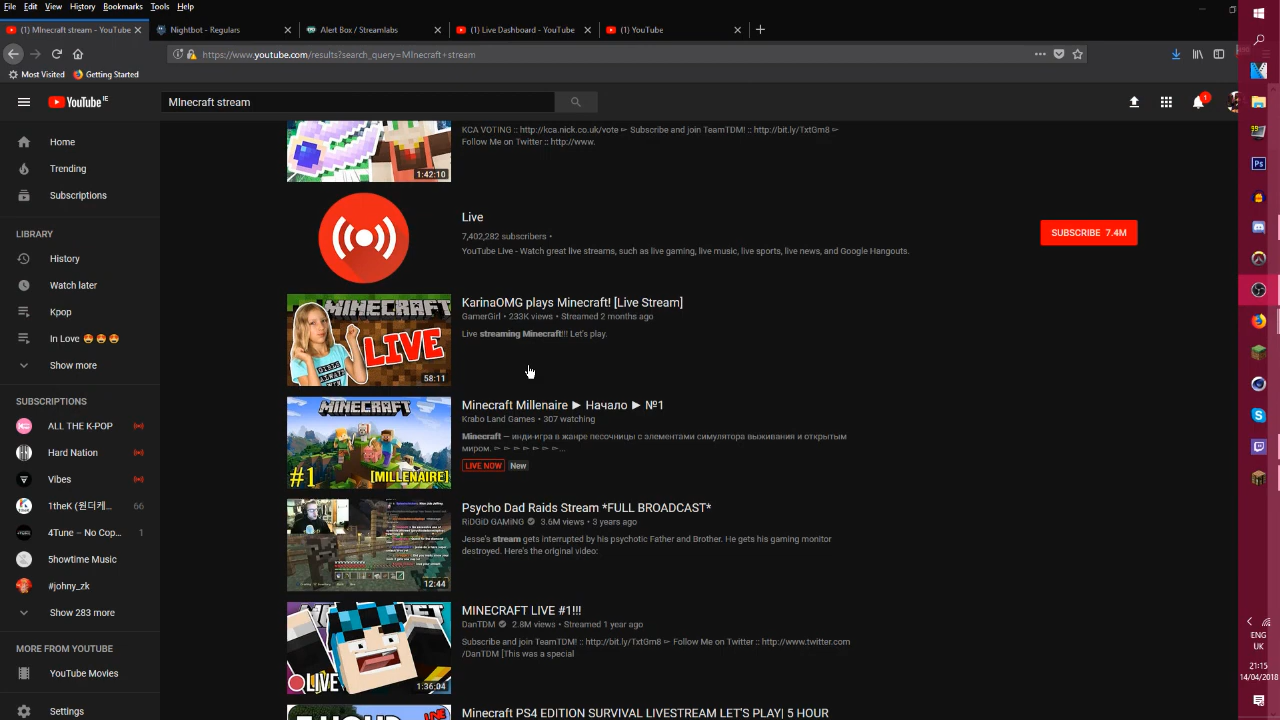 File Edit View History Bookmarks Tools Help
(1) MInecraft stream - YouTube
Nightbot - Regulars
Alert Box / Streamlabs
(1) Live Dashboard - YouTube
(1) YouTube
https://www.youtube.com/results?search_query=MInecraft+stream
Most Visited Getting Started
YouTube IE
MInecraft stream
1
Home
Trending
Subscriptions
LIBRARY
History
Watch later
Kpop
In Love 😍😍😍
Show more
SUBSCRIPTIONS
ALL THE K-POP
Hard Nation
Vibes
1theK (원더케... 66
4Tune – No Cop... 1
5howtime Music
#johny_zk
Show 283 more
MORE FROM YOUTUBE
YouTube Movies
Settings
KCA VOTING :: http://kca.nick.co.uk/vote ► Subscribe and join TeamTDM! :: http://bit.ly/TxtGm8 ►
Follow Me on Twitter :: http://www.
1:42:10
Live
7,402,282 subscribers •
YouTube Live - Watch great live streams, such as live gaming, live music, live sports, live news, and Google Hangouts.
SUBSCRIBE 7.4M
MINECRAFT
LIVE
58:11
KarinaOMG plays Minecraft! [Live Stream]
GamerGirl • 233K views • Streamed 2 months ago
Live streaming Minecraft!!! Let's play.
MINECRAFT
#1
[MILLENAIRE]
Minecraft Millenaire ► Начало ► №1
Krabo Land Games • 307 watching
Minecraft — инди-игра в жанре песочницы с элементами симулятора выживания и открытым
миром. ► ► ► ► ► ► ►...
LIVE NOW New
12:44
Psycho Dad Raids Stream *FULL BROADCAST*
RiDGiD GAMING • 3.6M views • 3 years ago
Jesse's stream gets interrupted by his psychotic Father and Brother. He gets his gaming monitor
destroyed. Here's the original video:
LIVE
1:36:04
MINECRAFT LIVE #1!!!
DanTDM • 2.8M views • Streamed 1 year ago
Subscribe and join TeamTDM! :: http://bit.ly/TxtGm8 ► Follow Me on Twitter :: http://www.twitter.com
/DanTDM [This was a special
Minecraft PS4 EDITION SURVIVAL LIVESTREAM LET'S PLAY| 5 HOUR
Ps
ENG
UK
21:15
14/04/2018